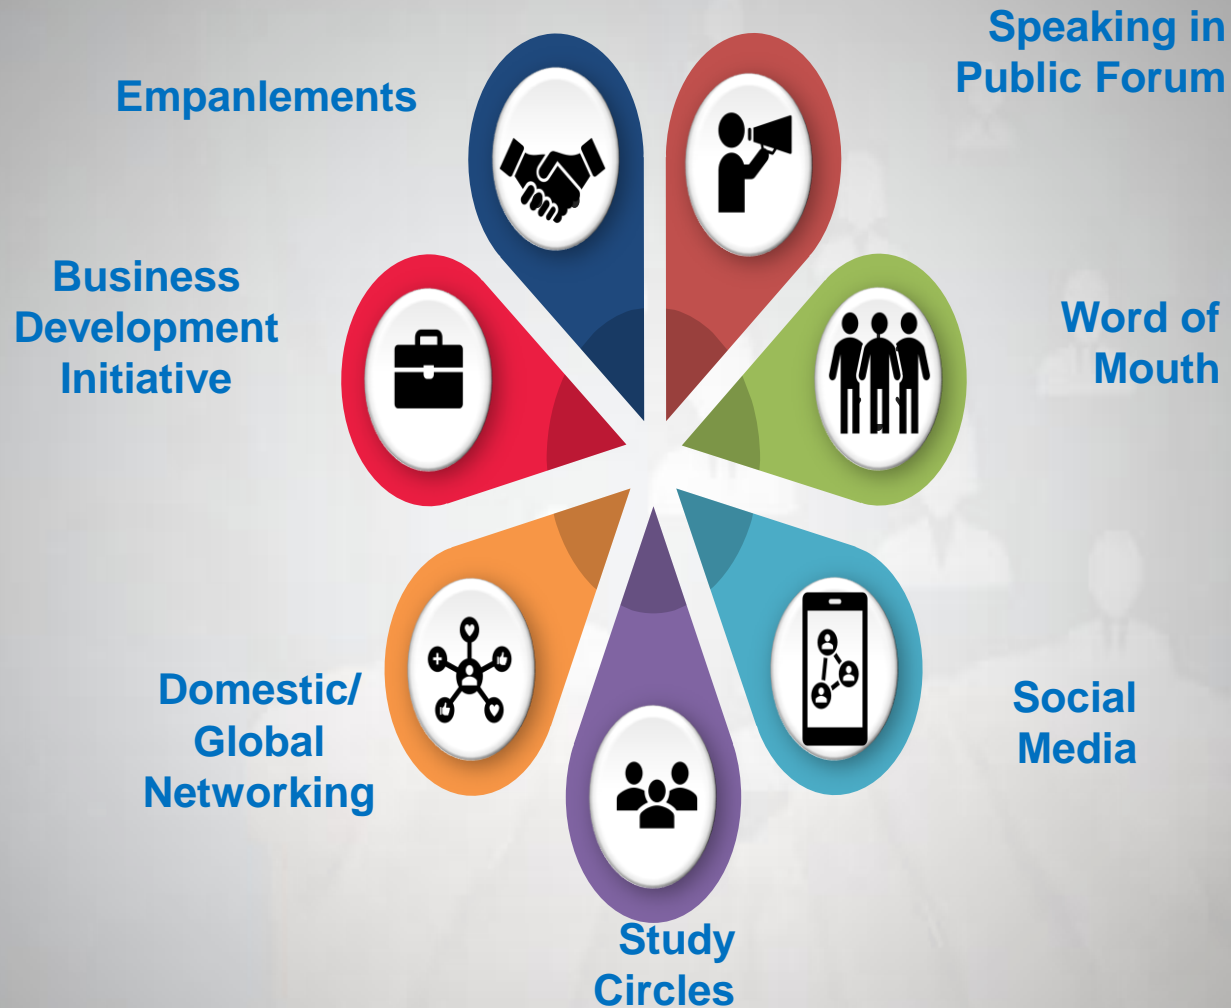 Speaking in
Public Forum
Empanlements
Business
Development
Initiative
Word of
Mouth
Domestic/
Global
Networking
Social
Media
Study
Circles